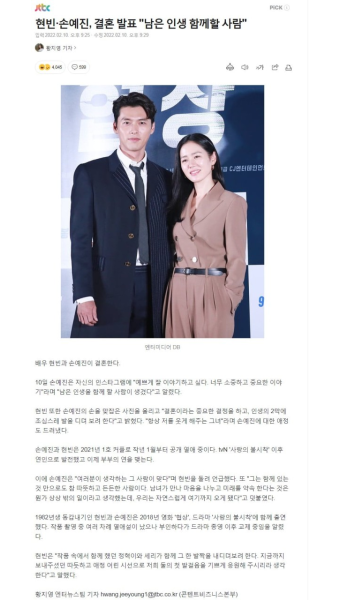 jtbc
PiCK
현빈·손예진, 결혼 발표 "남은 인생 함께할 사람"
입력 2022.02.10. 오후 9:25 수정 2022.02.10. 오후 9:26
황지영 기자
4,045
598
협상
엔터미디어 DB
배우 현빈과 손예진이 결혼한다.
10일 손예진은 자신의 인스타그램에 "예쁘게 잘 이야기하고 싶다. 너무 소중하고 중요한 이야
기"라며 "남은 인생을 함께 할 사람이 생겼다"고 알렸다.
현빈 또한 손예진의 손을 맞잡은 사진을 올리고 "결혼이라는 중요한 결정을 하고, 인생의 2막에
조심스레 발을 디뎌 보려 한다"고 밝혔다. "항상 저를 웃게 해주는 그녀"라며 손예진에 대한 애정
도 드러냈다.
손예진과 현빈은 2021년 1호 커플로 작년 1월부터 공개 열애 중이다. tvN '사랑의 불시착' 이후
연인으로 발전했고 이제 부부의 연을 맺는다.
이에 손예진은 "여러분이 생각하는 그 사람이 맞다"며 현빈을 돌려 언급했다. 또 "그는 함께 있는
것 만으로도 참 따뜻하고 든든한 사람이다. 남녀가 만나 마음을 나누고 미래를 약속 한다는 것은
뭔가 상상 밖의 일이라고 생각했는데, 우리는 자연스럽게 여기까지 오게 됐다"고 덧붙였다.
1982년생 동갑내기인 현빈과 손예진은 2018년 영화 '협상', 드라마 '사랑의 불시착'에 함께 출연
했다. 작품 촬영 중 여러 차례 열애설이 났으나 부인하다가 드라마 종영 이후 교제 중임을 알렸
다.
현빈은 "작품 속에서 함께 했던 정혁이와 세리가 함께 그 한 발짝을 내디뎌보려 한다. 지금까지
보내주셨던 따듯하고 애정 어린 시선으로 저희 둘의 첫 발걸음을 기쁘게 응원해 주시리라 생각
한다"고 말했다.
황지영 엔터뉴스팀 기자 hwang.jeeyoung1@jtbc.co.kr (콘텐트비즈니스본부)